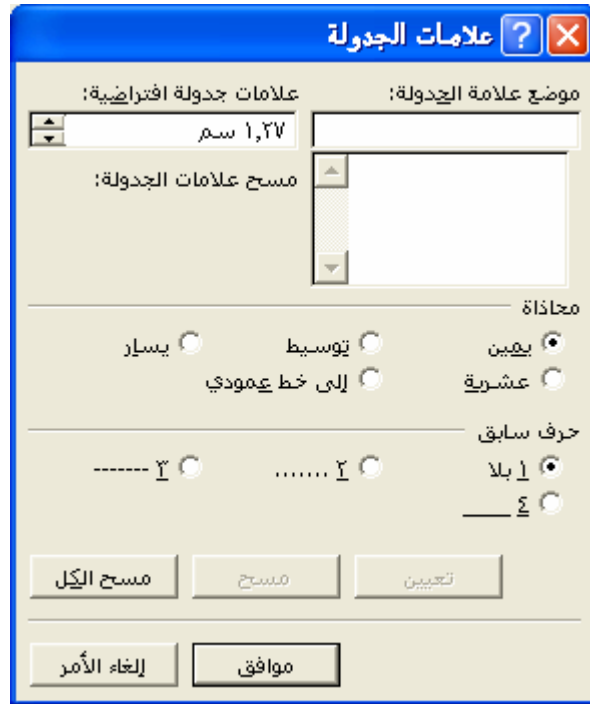 علامات الجدولة
موضع علامة الجدولة: علامات جدولة افتراضية:
١,٢٧ سم
مسح علامات الجدولة:
محاذاة
يمين توسيط يسار
عشرية إلى خط عمودي
حرف سابق
١ بلا ٢ ....... ٣ -------
٤ ____
تعيين مسح مسح الكل
موافق إلغاء الأمر